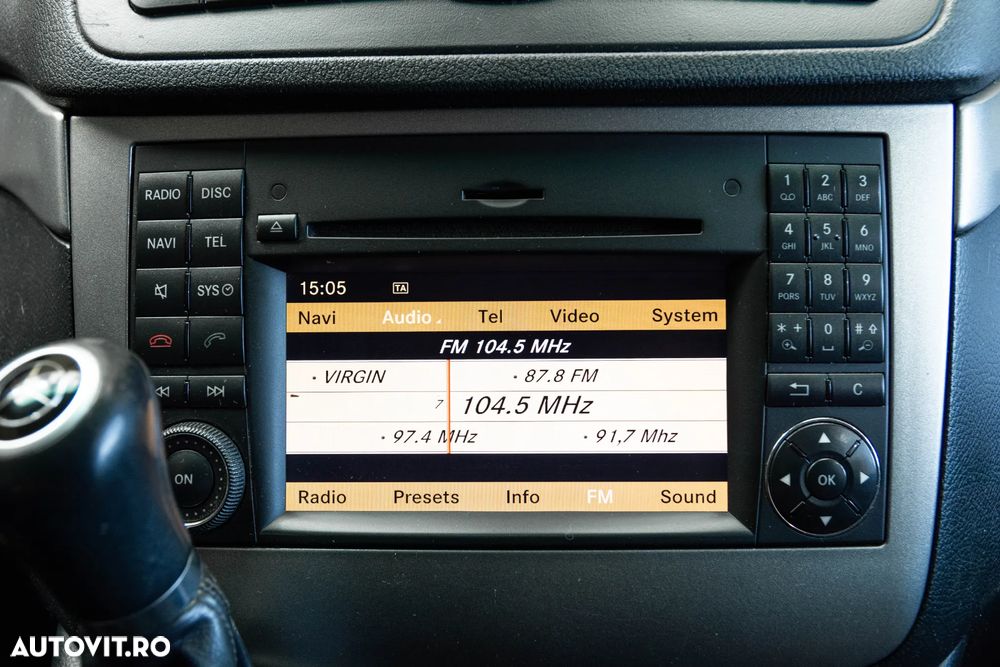 RADIO DISC
NAVI TEL
SYS
ON
1 2 ABC 3 DEF
4 GHI 5 JKL 6 MNO
7 PQRS 8 TUV 9 WXYZ
* + 0 #
C
OK
15:05 TA
Navi Audio Tel Video System
FM 104.5 MHz
· VIRGIN · 87.8 FM
7 104.5 MHz
· 97.4 MHz · 91,7 Mhz
Radio Presets Info FM Sound
AUTOVIT.RO